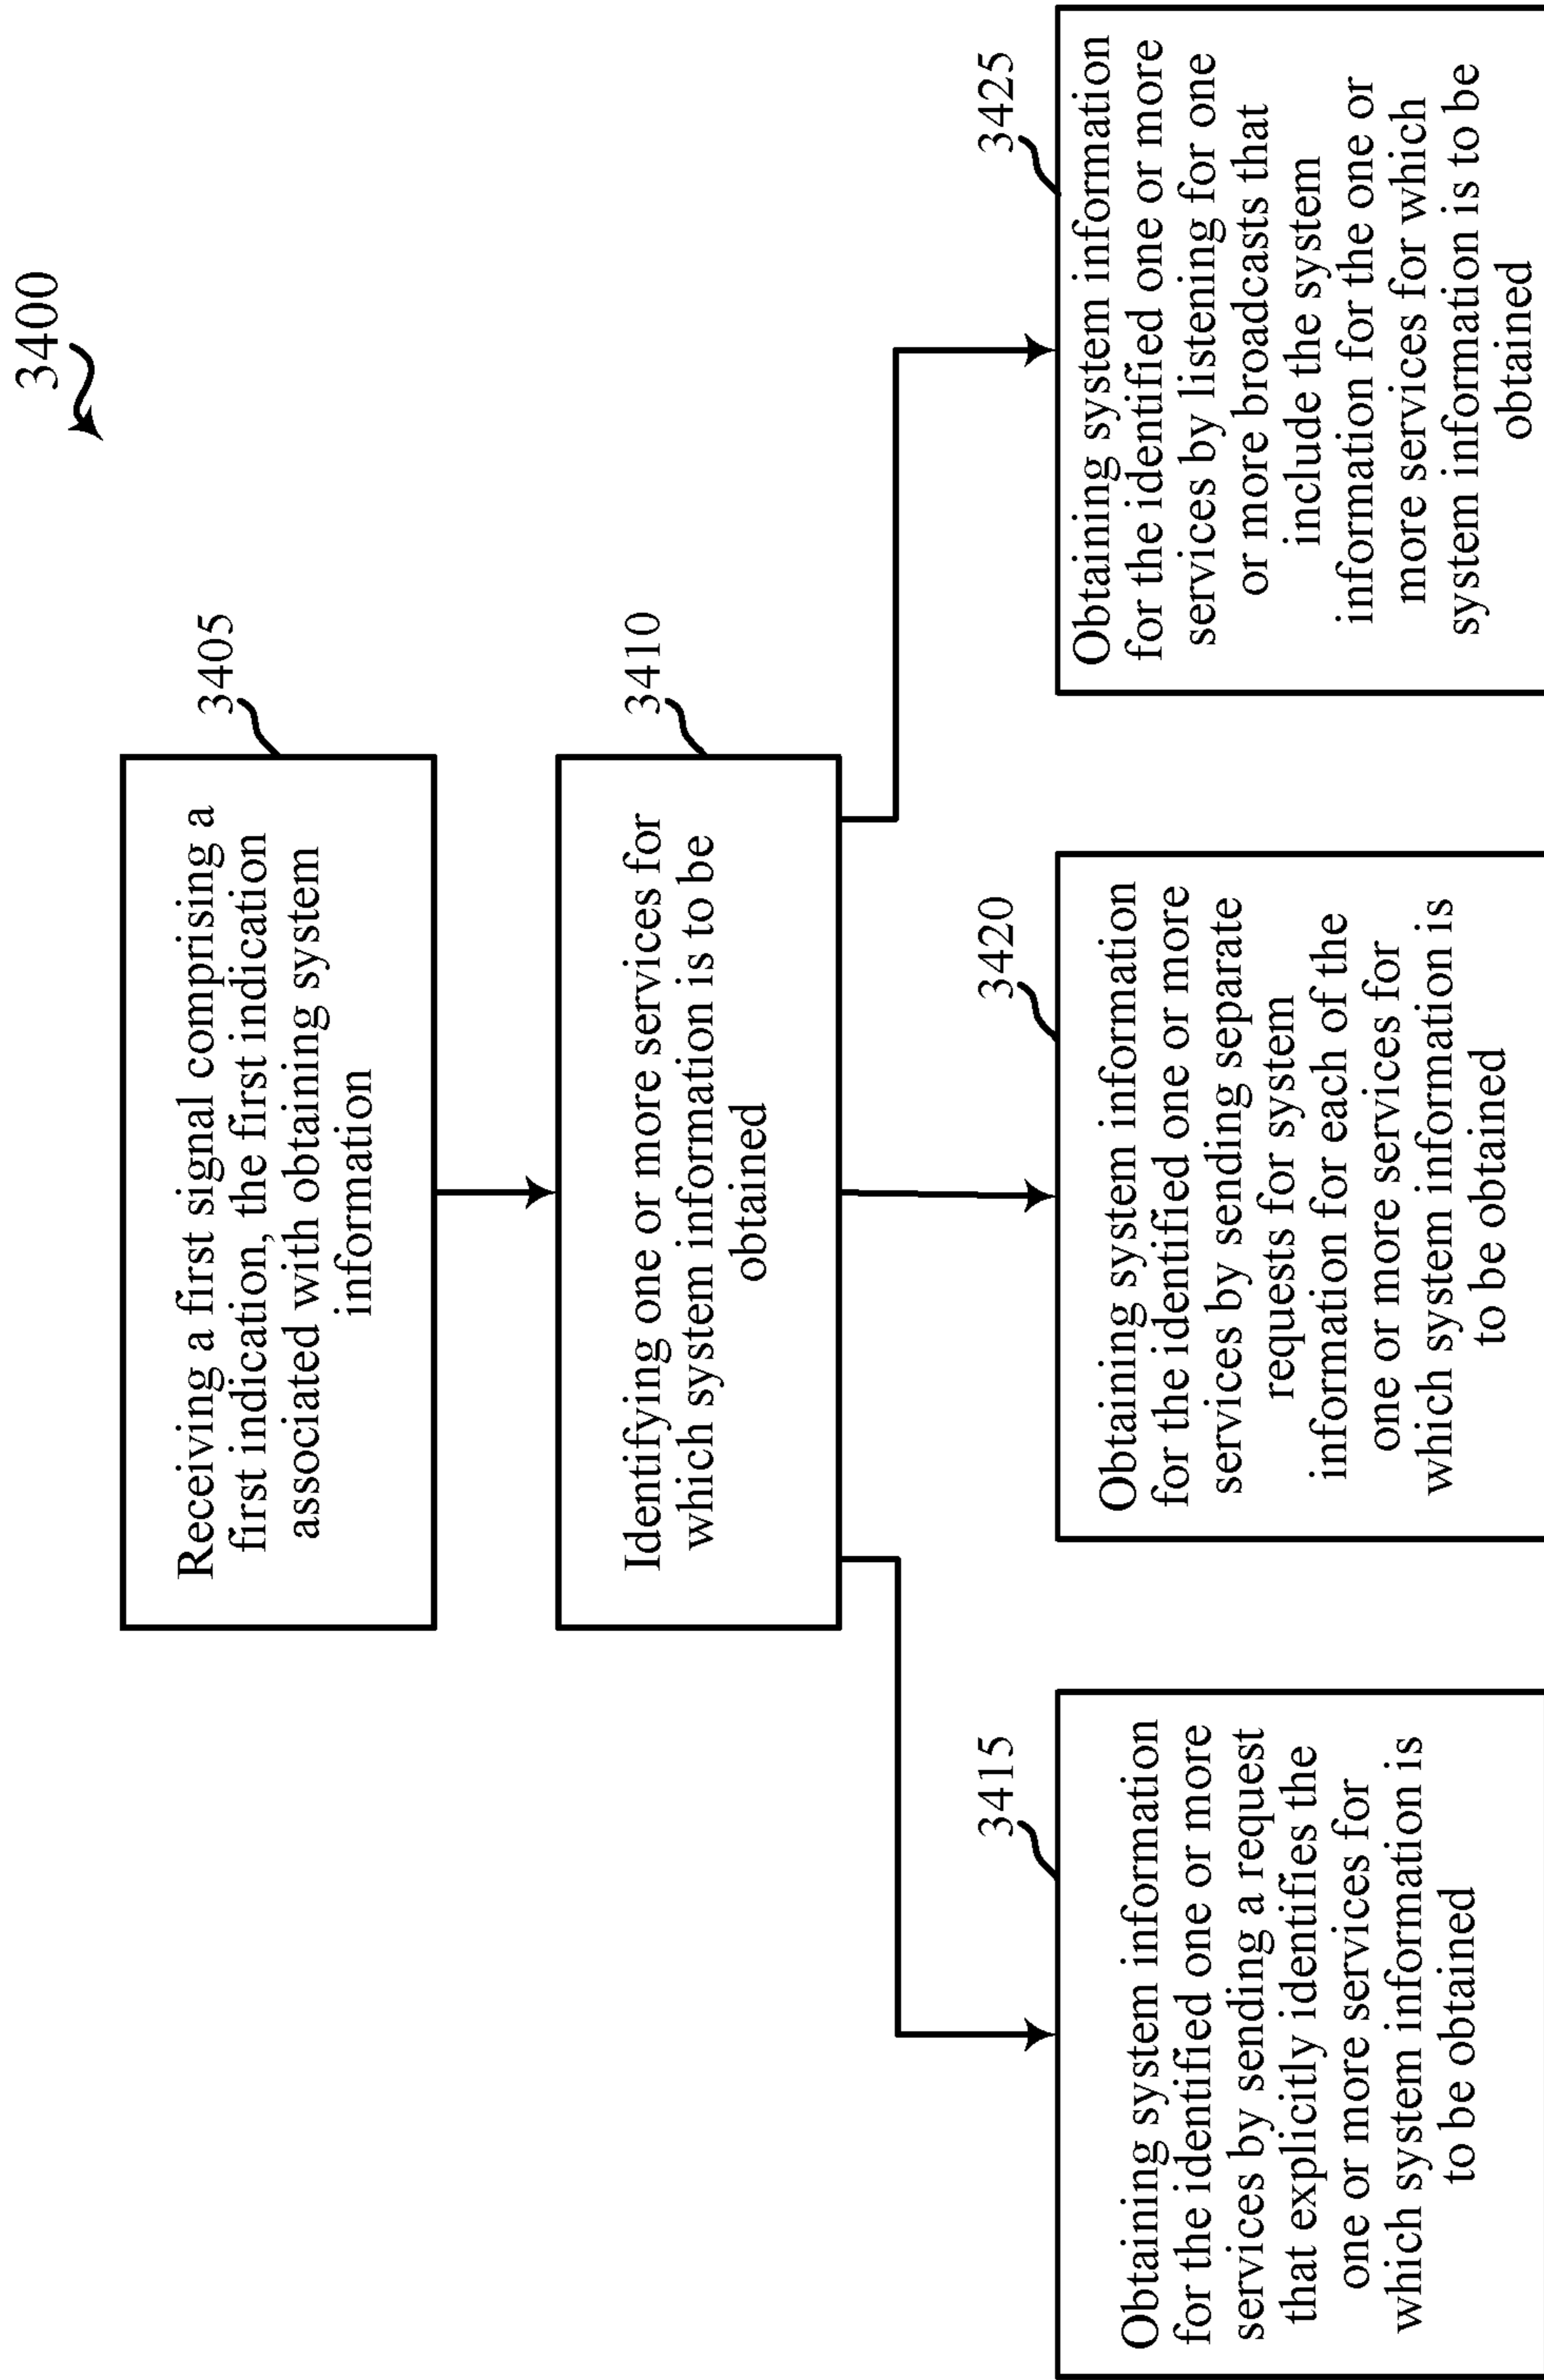 3400
3405
Receiving a first signal comprising a
first indication, the first indication
associated with obtaining system
information
3410
Identifying one or more services for
which system information is to be
obtained
3415
Obtaining system information
for the identified one or more
services by sending a request
that explicitly identifies the
one or more services for
which system information is
to be obtained
3420
Obtaining system information
for the identified one or more
services by sending separate
requests for system
information for each of the
one or more services for
which system information is
to be obtained
3425
Obtaining system information
for the identified one or more
services by listening for one
or more broadcasts that
include the system
information for the one or
more services for which
system information is to be
obtained